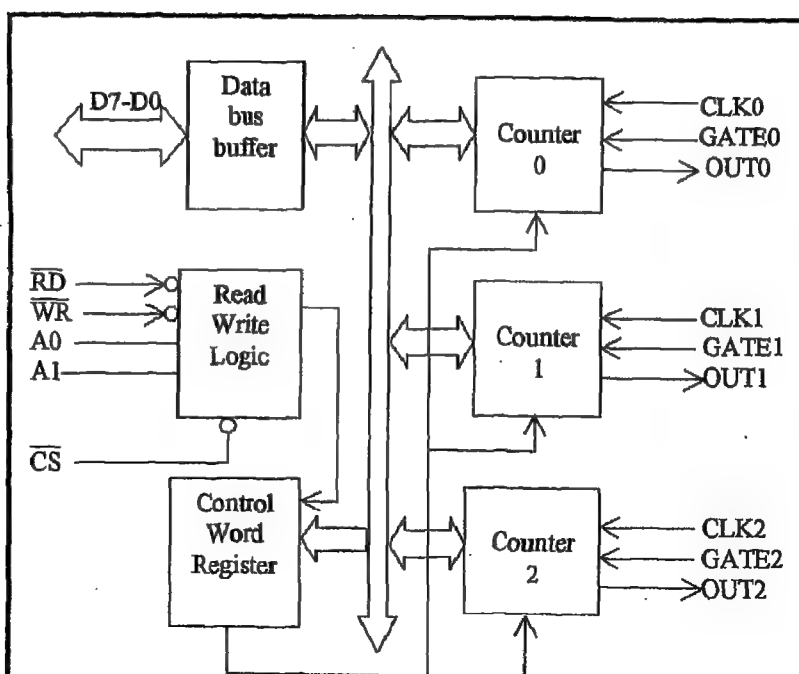 D7-D0
Data
bus
buffer
Counter
0
CLK0
GATE0
OUT0
RD
WR
A0
A1
CS
Read
Write
Logic
Counter
1
CLK1
GATE1
OUT1
Control
Word
Register
Counter
2
CLK2
GATE2
OUT2